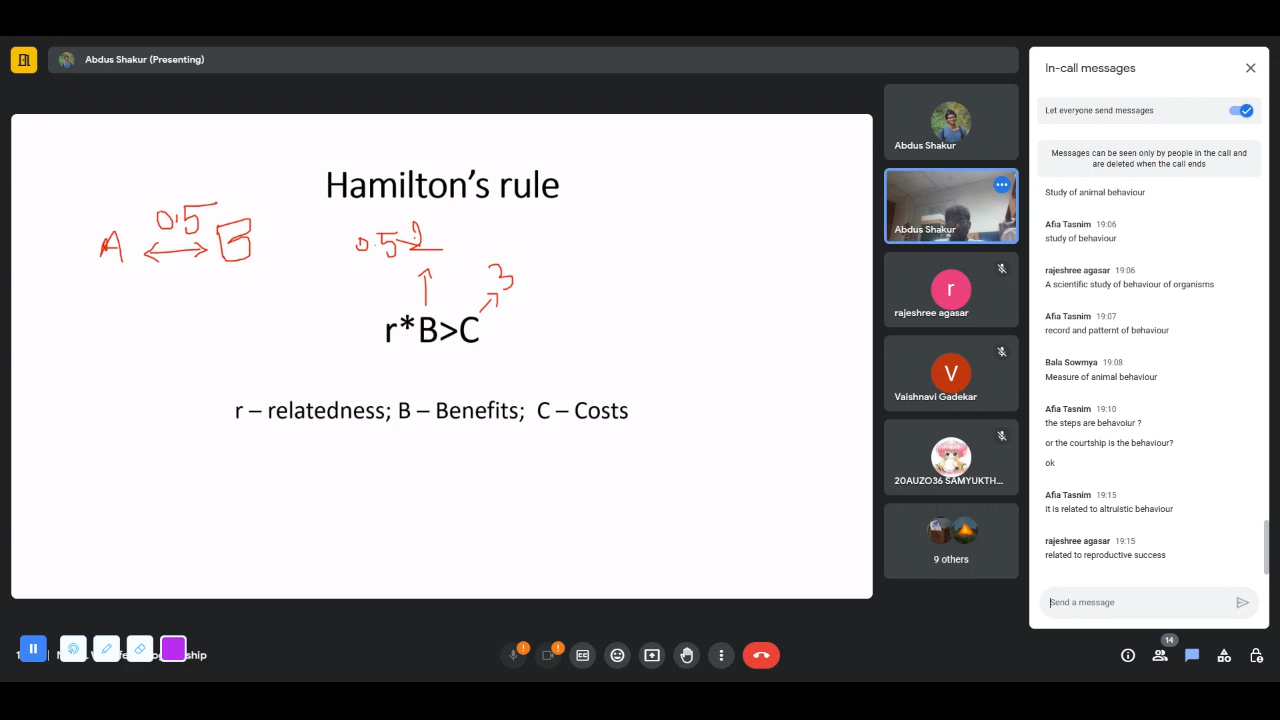 Abdus Shakur (Presenting)
Hamilton's rule
0.5
A
B
0.5
3
r*B>C
r – relatedness; B – Benefits; C – Costs
Abdus Shakur
Abdus Shakur
r
rajeshree agasar
V
Vaishnavi Gadekar
20AUZO36 SAMYUKTH...
9 others
In-call messages
Let everyone send messages
Messages can be seen only by people in the call and
are deleted when the call ends
Study of animal behaviour
Afia Tasnim 19:06
study of behaviour
rajeshree agasar 19:06
A scientific study of behaviour of organisms
Afia Tasnim 19:07
record and patternt of behaviour
Bala Sowmya 19:08
Measure of animal behaviour
Afia Tasnim 19:10
the steps are behavoiur ?
or the courtship is the behaviour?
ok
Afia Tasnim 19:15
it is related to altruistic behaviour
rajeshree agasar 19:15
related to reproductive success
Send a message
14